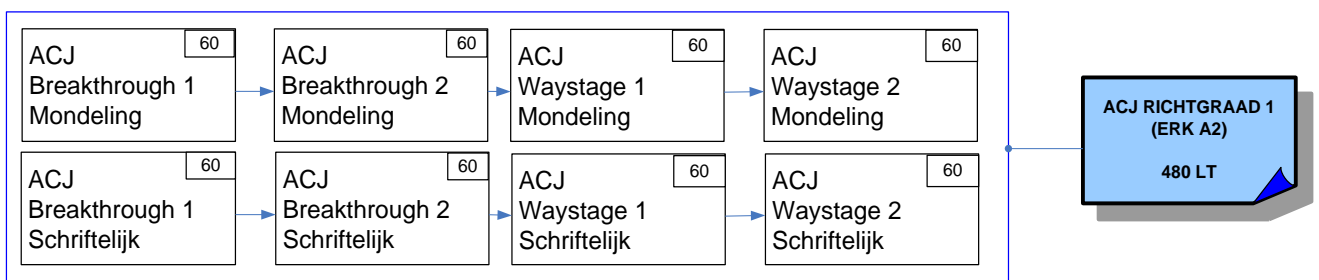 60
ACJ
Breakthrough 1
Mondeling
60
ACJ
Breakthrough 2
Mondeling
60
ACJ
Waystage 1
Mondeling
60
ACJ
Waystage 2
Mondeling
60
ACJ
Breakthrough 1
Schriftelijk
60
ACJ
Breakthrough 2
Schriftelijk
60
ACJ
Waystage 1
Schriftelijk
60
ACJ
Waystage 2
Schriftelijk
ACJ RICHTGRAAD 1
(ERK A2)
480 LT